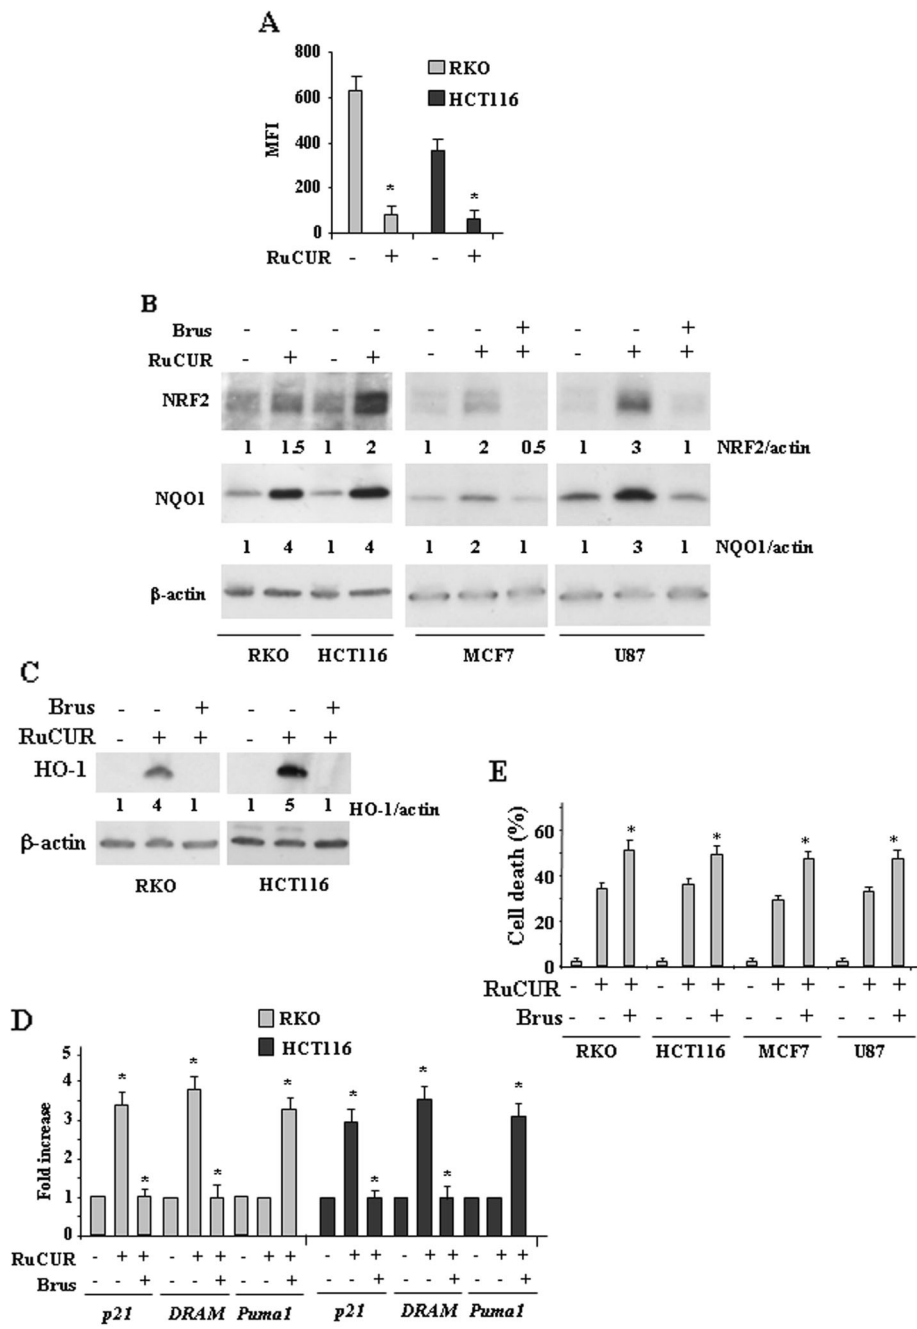 A
800
600
400
200
0
MFI
RKO
HCT116
* *
RuCUR - + - +
B
Brus - - - - - - + - - +
RuCUR - + - + - + + - + +
NRF2
1 1.5 1 2 1 2 0.5 1 3 1 NRF2/actin
NQO1
1 4 1 4 1 2 1 1 3 1 NQO1/actin
β-actin
RKO HCT116 MCF7 U87
C
Brus - - + - - +
RuCUR - + + - + +
HO-1
1 4 1 1 5 1 HO-1/actin
β-actin
RKO HCT116
E
60
40
20
0
Cell death (%)
* * * *
RuCUR - + + - + + - + + - + +
Brus - - + - - + - - + - - +
RKO HCT116 MCF7 U87
D
RKO
HCT116
5
4
3
2
1
0
Fold increase
* * * * * * * * * *
RuCUR - + + - + + - + + - + + - + + - + +
Brus - - + - - + - - + - - + - - + - - +
p21 DRAM Puma1 p21 DRAM Puma1